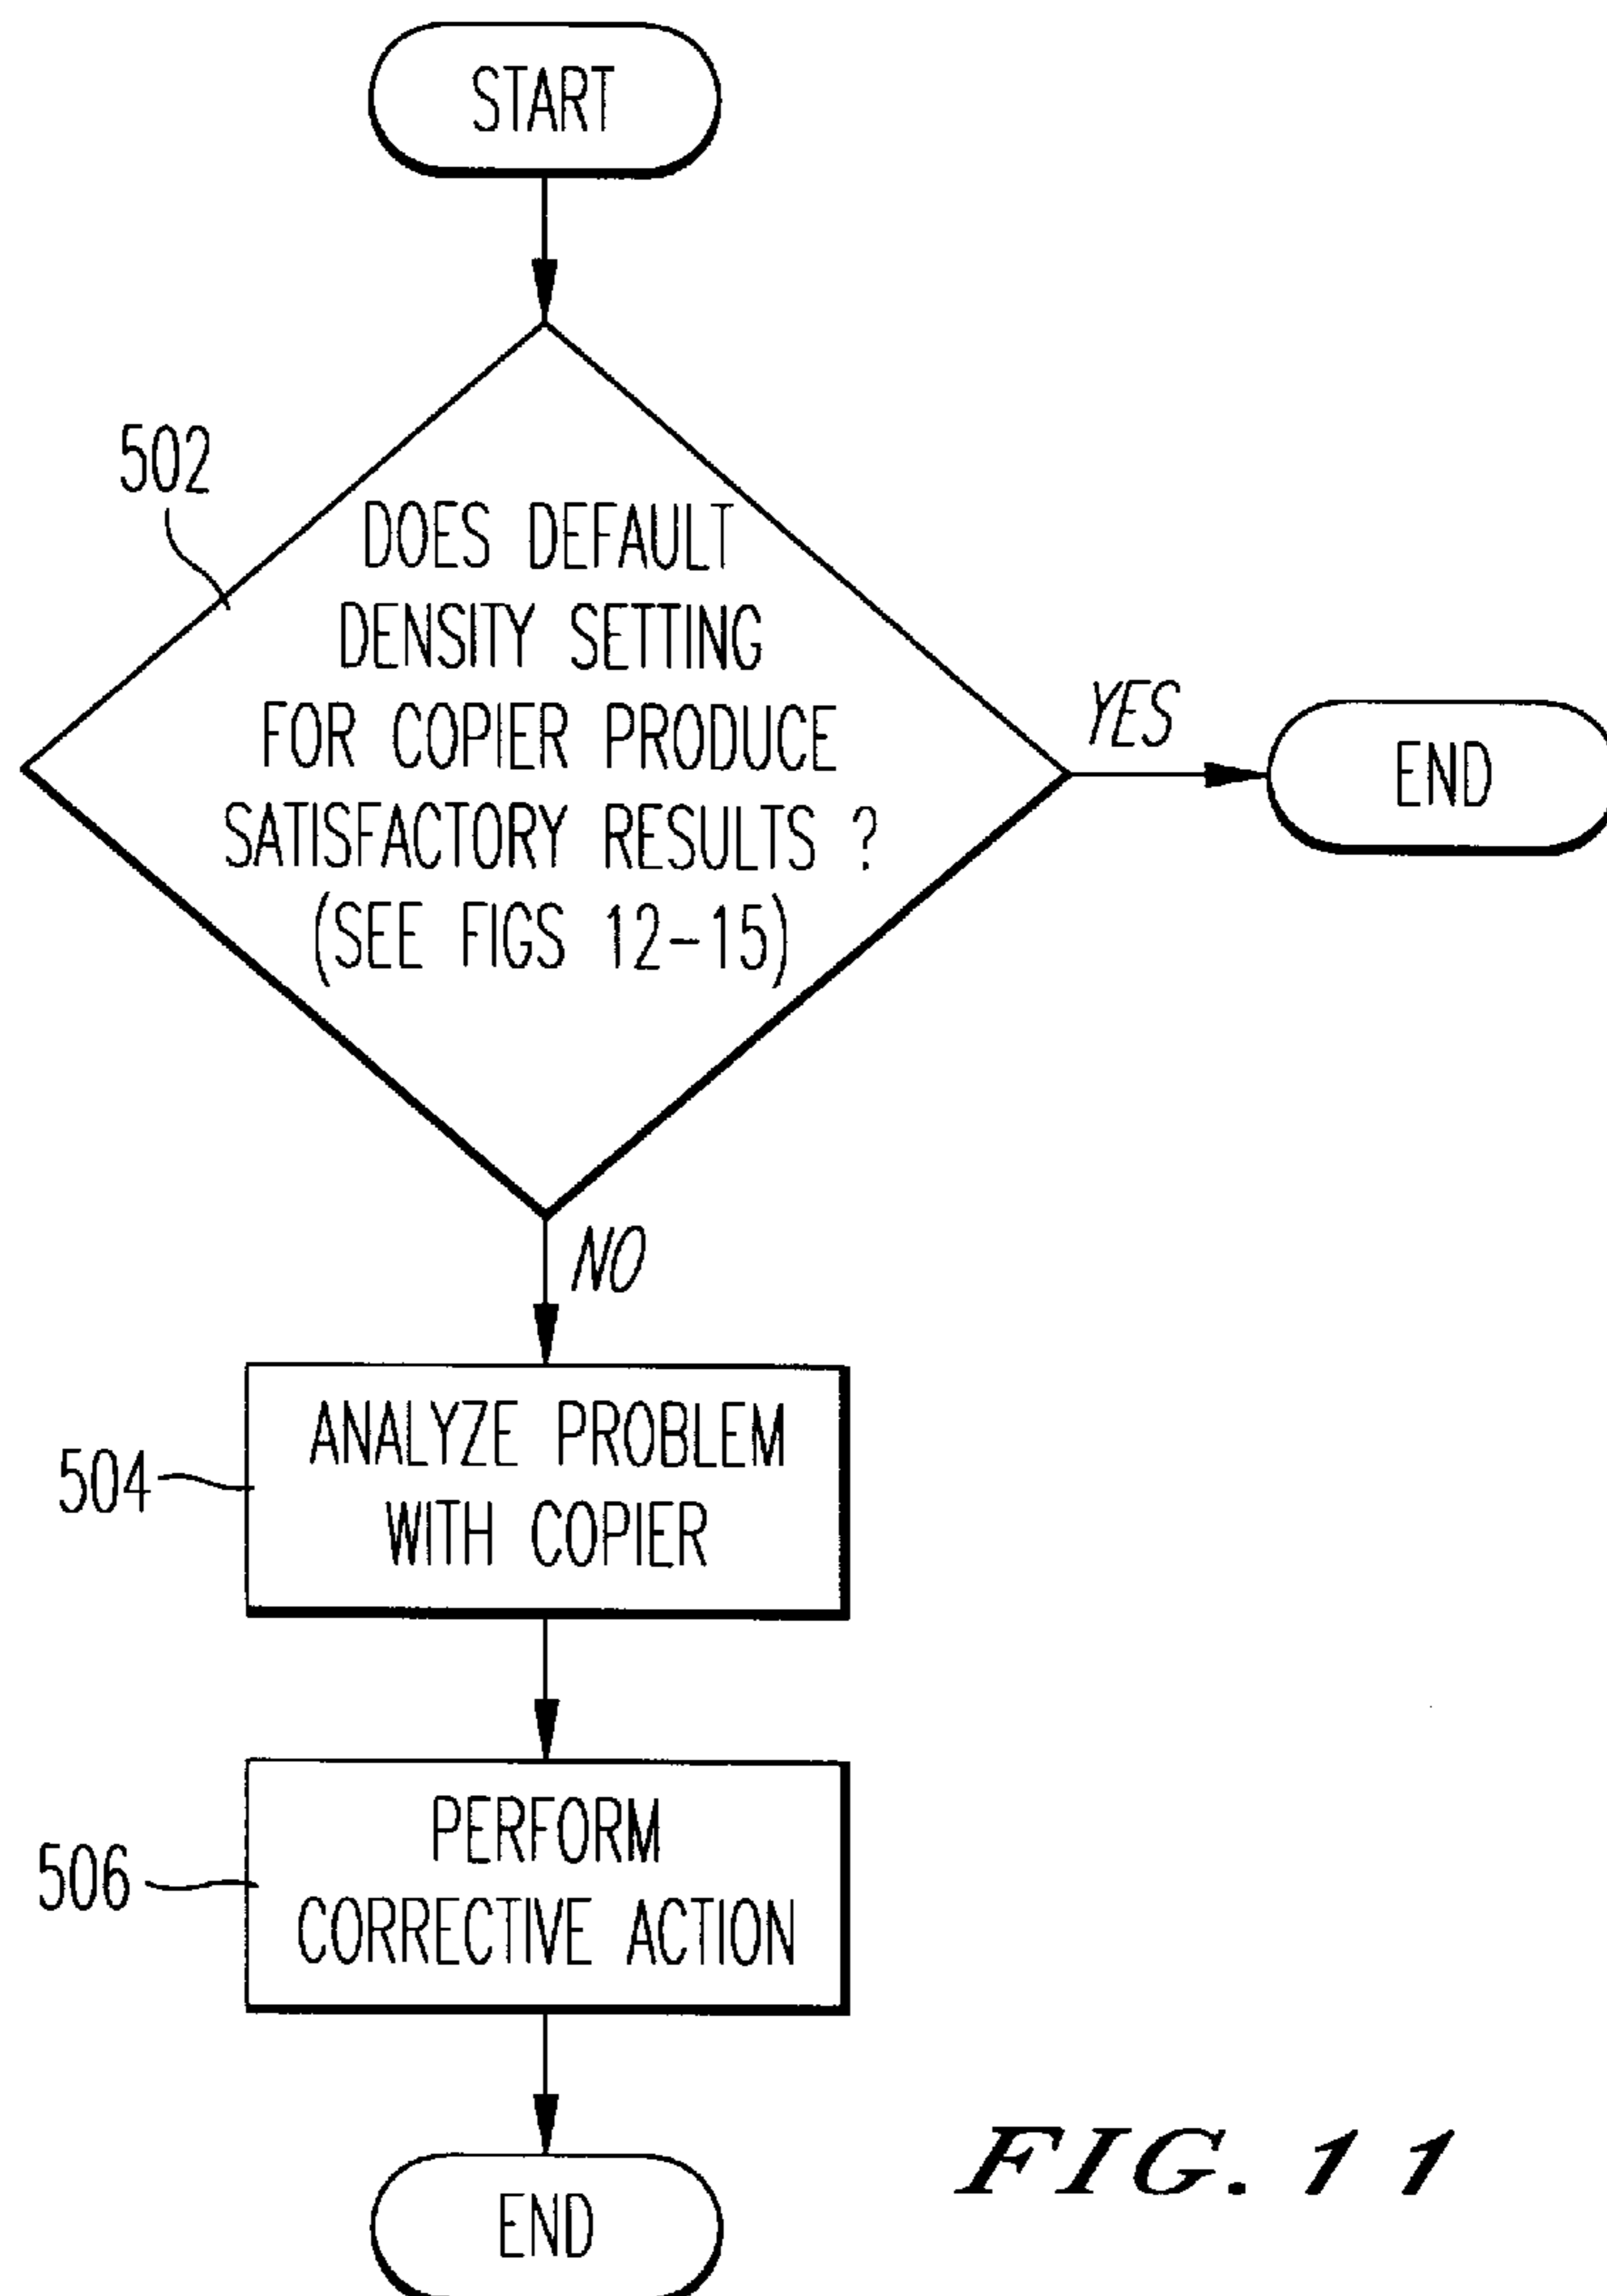 START
502
DOES DEFAULT
DENSITY SETTING
FOR COPIER PRODUCE
SATISFACTORY RESULTS ?
(SEE FIGS 12-15)
YES
END
NO
504
ANALYZE PROBLEM
WITH COPIER
506
PERFORM
CORRECTIVE ACTION
END
FIG. 11